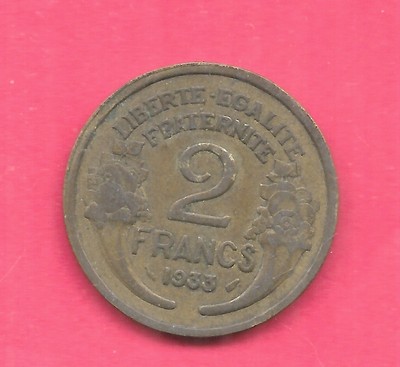 LIBERTE · EGALITE
FRATERNITE
2
FRANCS
1933